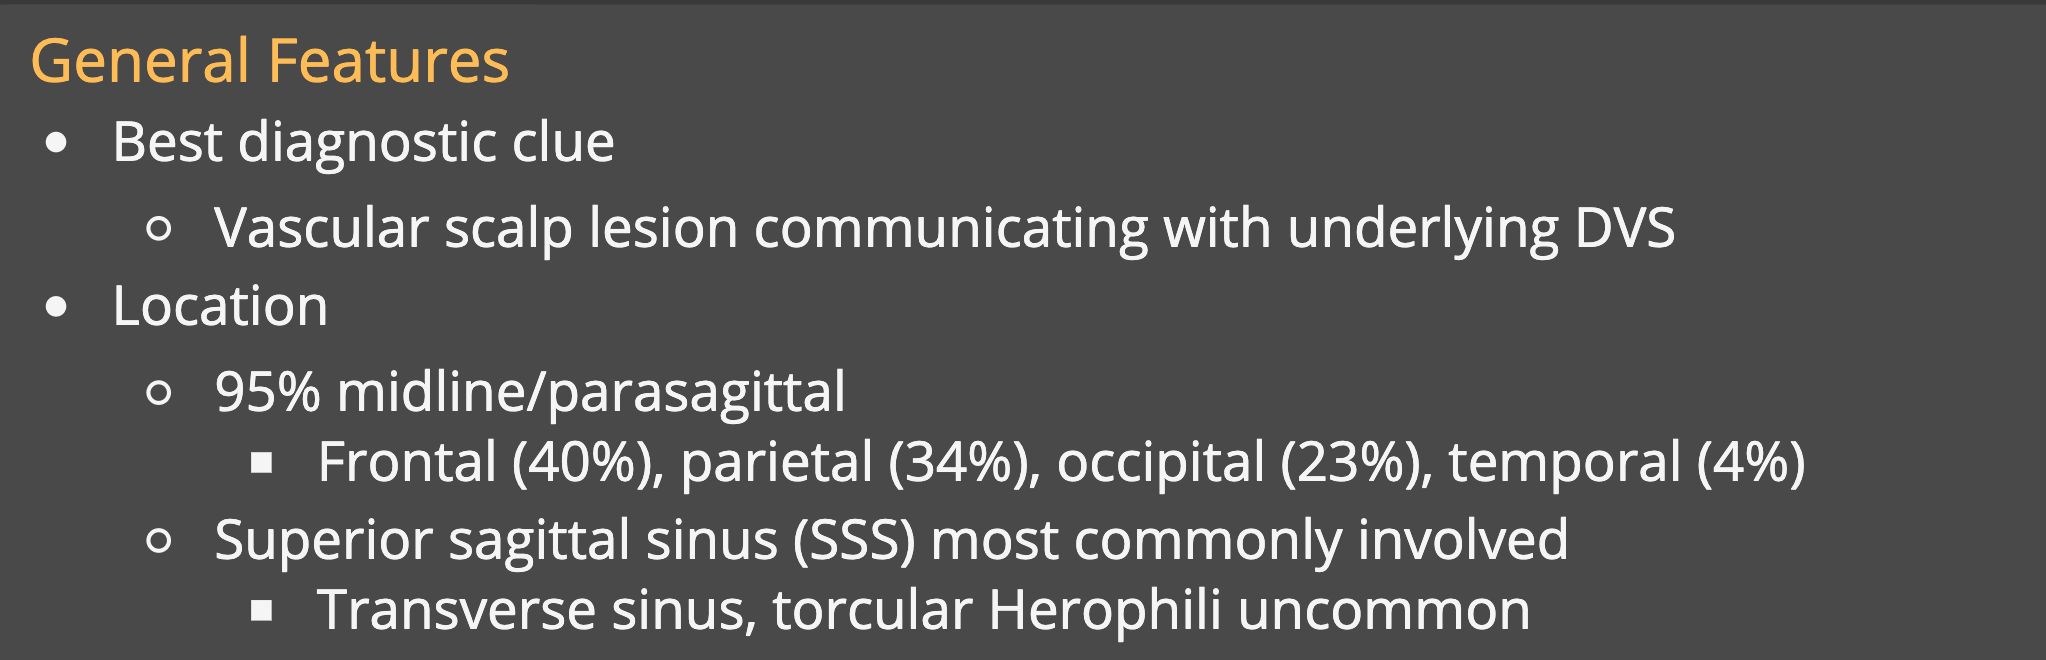 General Features
• Best diagnostic clue
○ Vascular scalp lesion communicating with underlying DVS
• Location
○ 95% midline/parasagittal
▪ Frontal (40%), parietal (34%), occipital (23%), temporal (4%)
○ Superior sagittal sinus (SSS) most commonly involved
▪ Transverse sinus, torcular Herophili uncommon